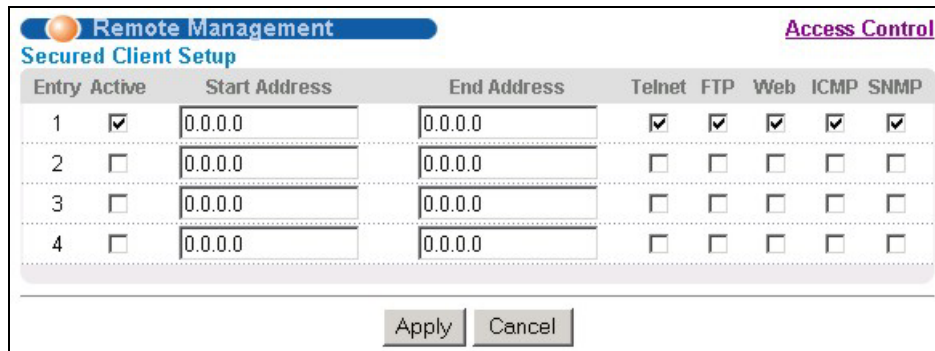 Remote Management Access Control
Secured Client Setup
Entry Active Start Address End Address Telnet FTP Web ICMP SNMP
1 0.0.0.0 0.0.0.0
2 0.0.0.0 0.0.0.0
3 0.0.0.0 0.0.0.0
4 0.0.0.0 0.0.0.0
Apply Cancel